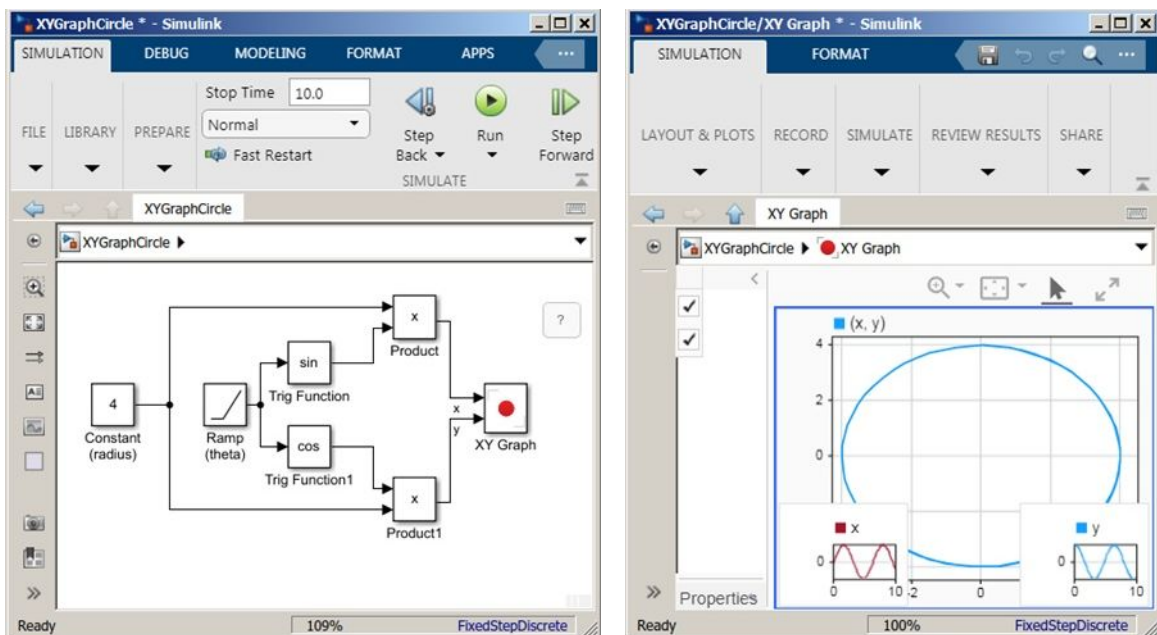 XYGraphCircle * - Simulink
SIMULATION DEBUG MODELING FORMAT APPS
Stop Time 10.0
Normal
Fast Restart
FILE LIBRARY PREPARE
Step Back
Run
Step Forward
SIMULATE
XYGraphCircle
XYGraphCircle
?
x
Product
sin
Trig Function
4
Constant
(radius)
Ramp
(theta)
x
y
XY Graph
cos
Trig Function1
x
Product1
Ready 109% FixedStepDiscrete
XYGraphCircle/XY Graph * - Simulink
SIMULATION FORMAT
LAYOUT & PLOTS RECORD SIMULATE REVIEW RESULTS SHARE
XY Graph
XYGraphCircle XY Graph
(x, y)
4
2
0
x
0
0 10
-2 0
y
0
0 10
Properties
Ready 100% FixedStepDiscrete